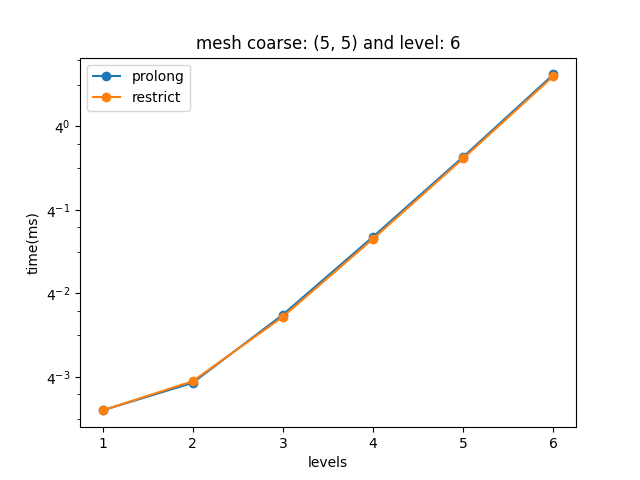 mesh coarse: (5, 5) and level: 6
prolong
restrict
4^0
4^-1
4^-2
4^-3
time(ms)
1 2 3 4 5 6
levels